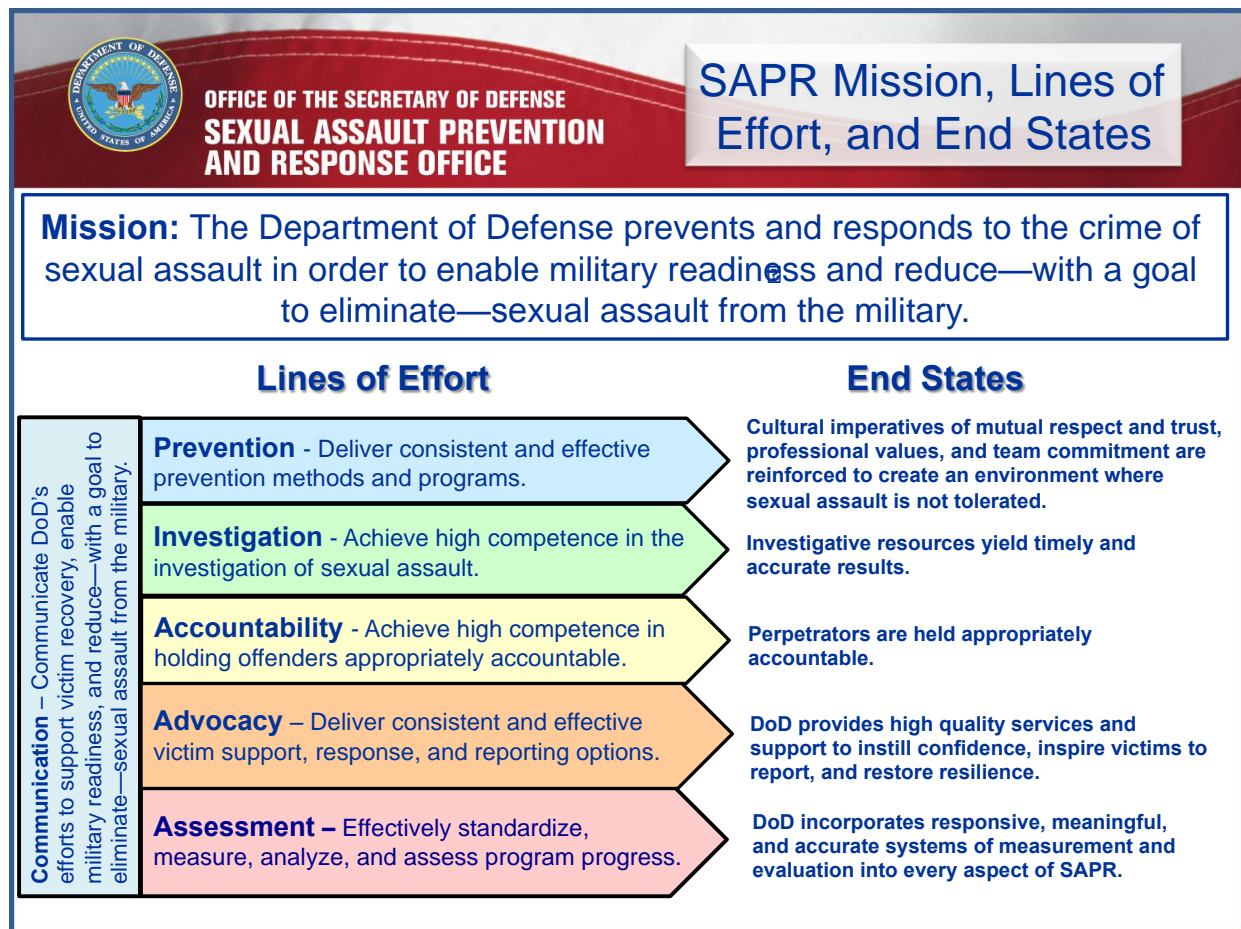 DEPARTMENT OF DEFENSE
UNITED STATES OF AMERICA
OFFICE OF THE SECRETARY OF DEFENSE
SEXUAL ASSAULT PREVENTION
AND RESPONSE OFFICE
SAPR Mission, Lines of
Effort, and End States
Mission: The Department of Defense prevents and responds to the crime of
sexual assault in order to enable military readiness and reduce—with a goal
to eliminate—sexual assault from the military.
Lines of Effort
End States
Communication – Communicate DoD's
efforts to support victim recovery, enable
military readiness, and reduce—with a goal to
eliminate—sexual assault from the military.
Prevention - Deliver consistent and effective
prevention methods and programs.
Cultural imperatives of mutual respect and trust,
professional values, and team commitment are
reinforced to create an environment where
sexual assault is not tolerated.
Investigation - Achieve high competence in the
investigation of sexual assault.
Investigative resources yield timely and
accurate results.
Accountability - Achieve high competence in
holding offenders appropriately accountable.
Perpetrators are held appropriately
accountable.
Advocacy – Deliver consistent and effective
victim support, response, and reporting options.
DoD provides high quality services and
support to instill confidence, inspire victims to
report, and restore resilience.
Assessment – Effectively standardize,
measure, analyze, and assess program progress.
DoD incorporates responsive, meaningful,
and accurate systems of measurement and
evaluation into every aspect of SAPR.